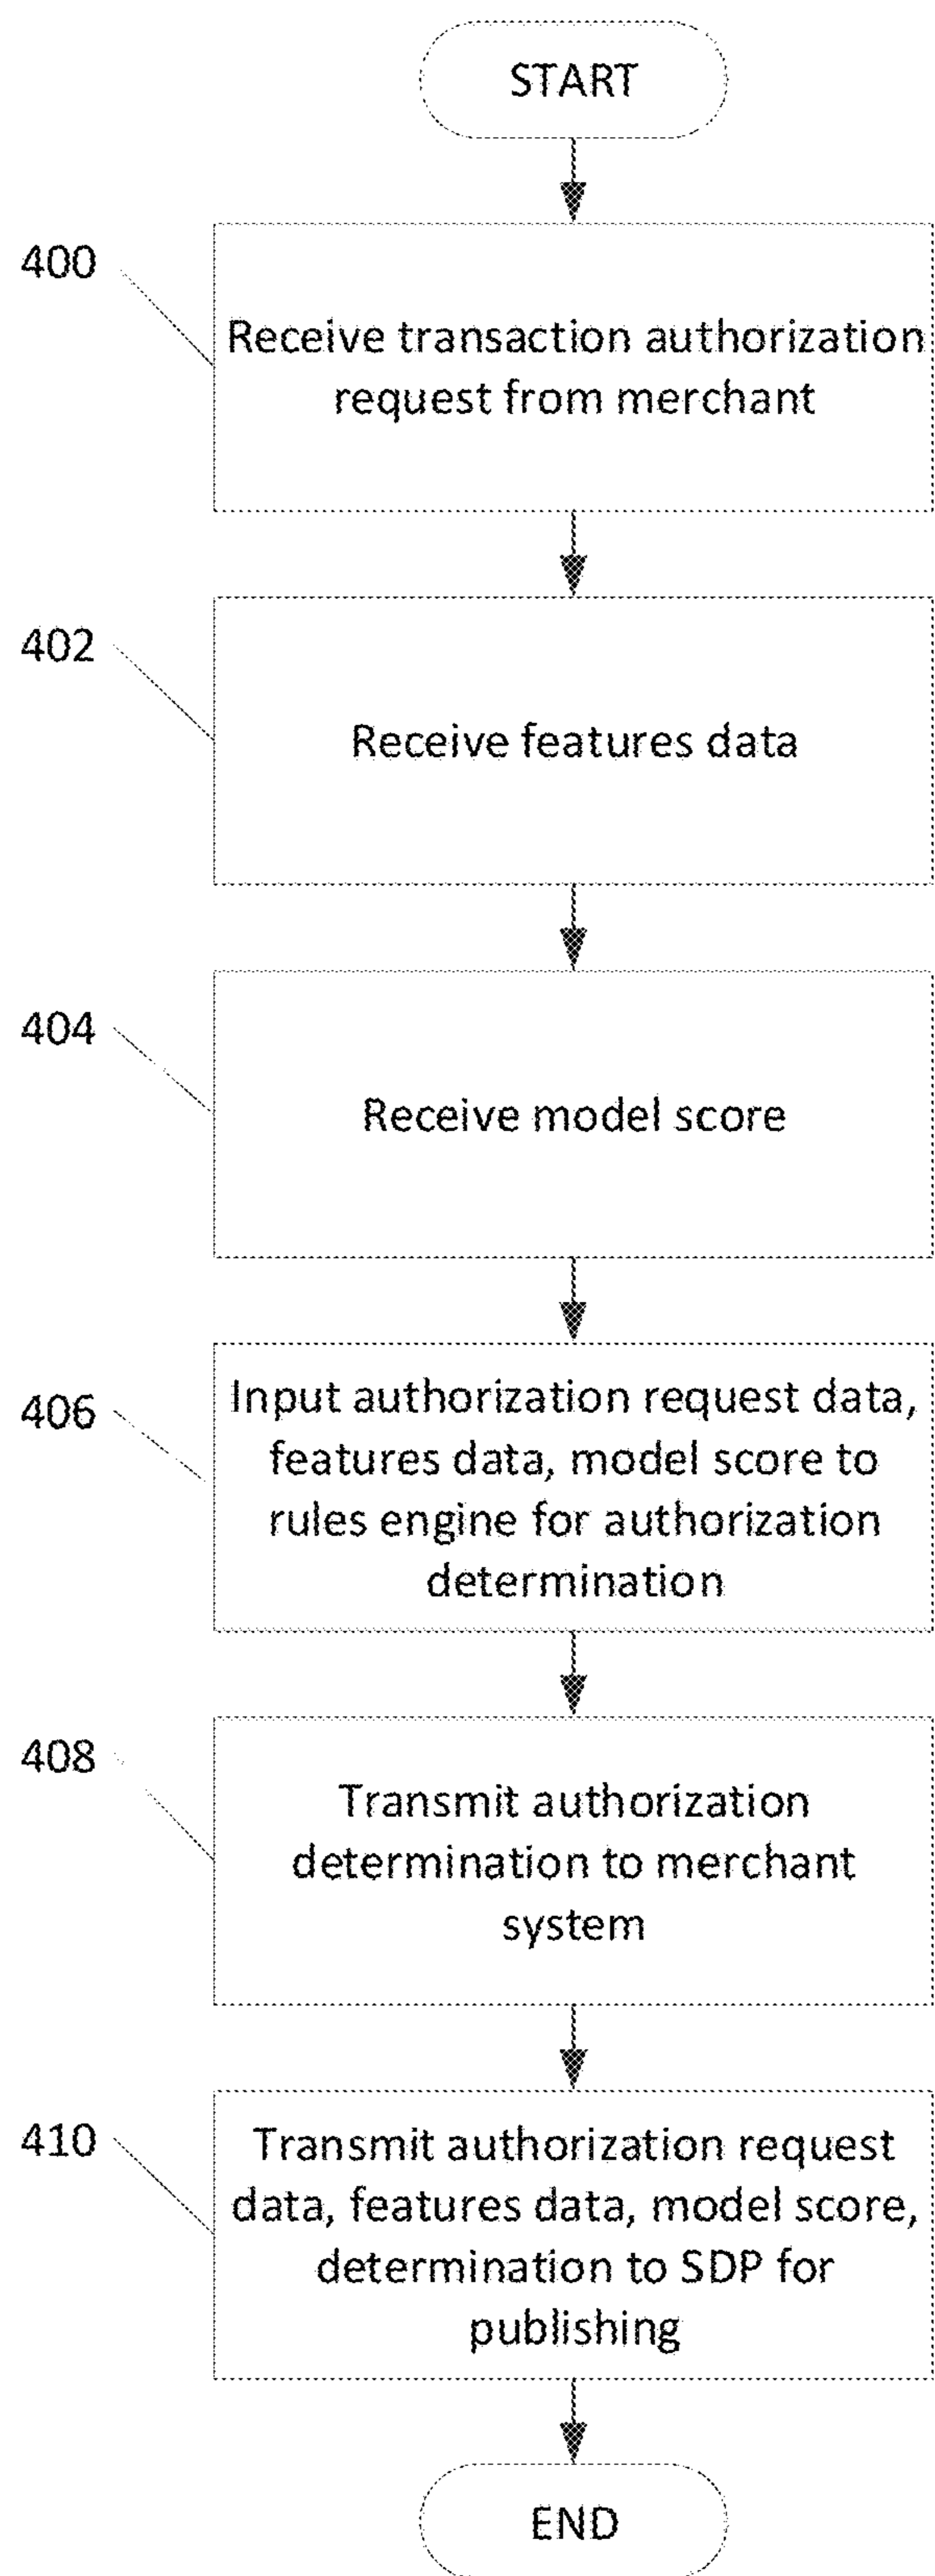 START
400
Receive transaction authorization
request from merchant
402
Receive features data
404
Receive model score
406
Input authorization request data,
features data, model score to
rules engine for authorization
determination
408
Transmit authorization
determination to merchant
system
410
Transmit authorization request
data, features data, model score,
determination to SDP for
publishing
END